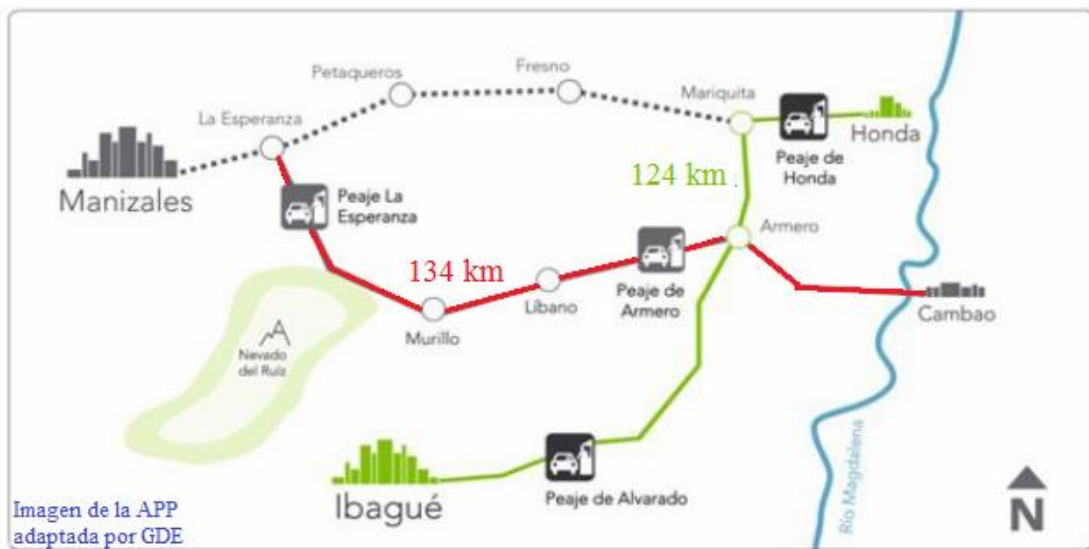 Petaqueros
Fresno
Mariquita
La Esperanza
Honda
Peaje de
Honda
Manizales
Peaje La
Esperanza
124 km
Armero
134 km
Peaje de
Armero
Líbano
Murillo
Cambao
Nevado
del Ruíz
Río Magdalena
Ibagué
Peaje de Alvarado
N
Imagen de la APP
adaptada por GDE